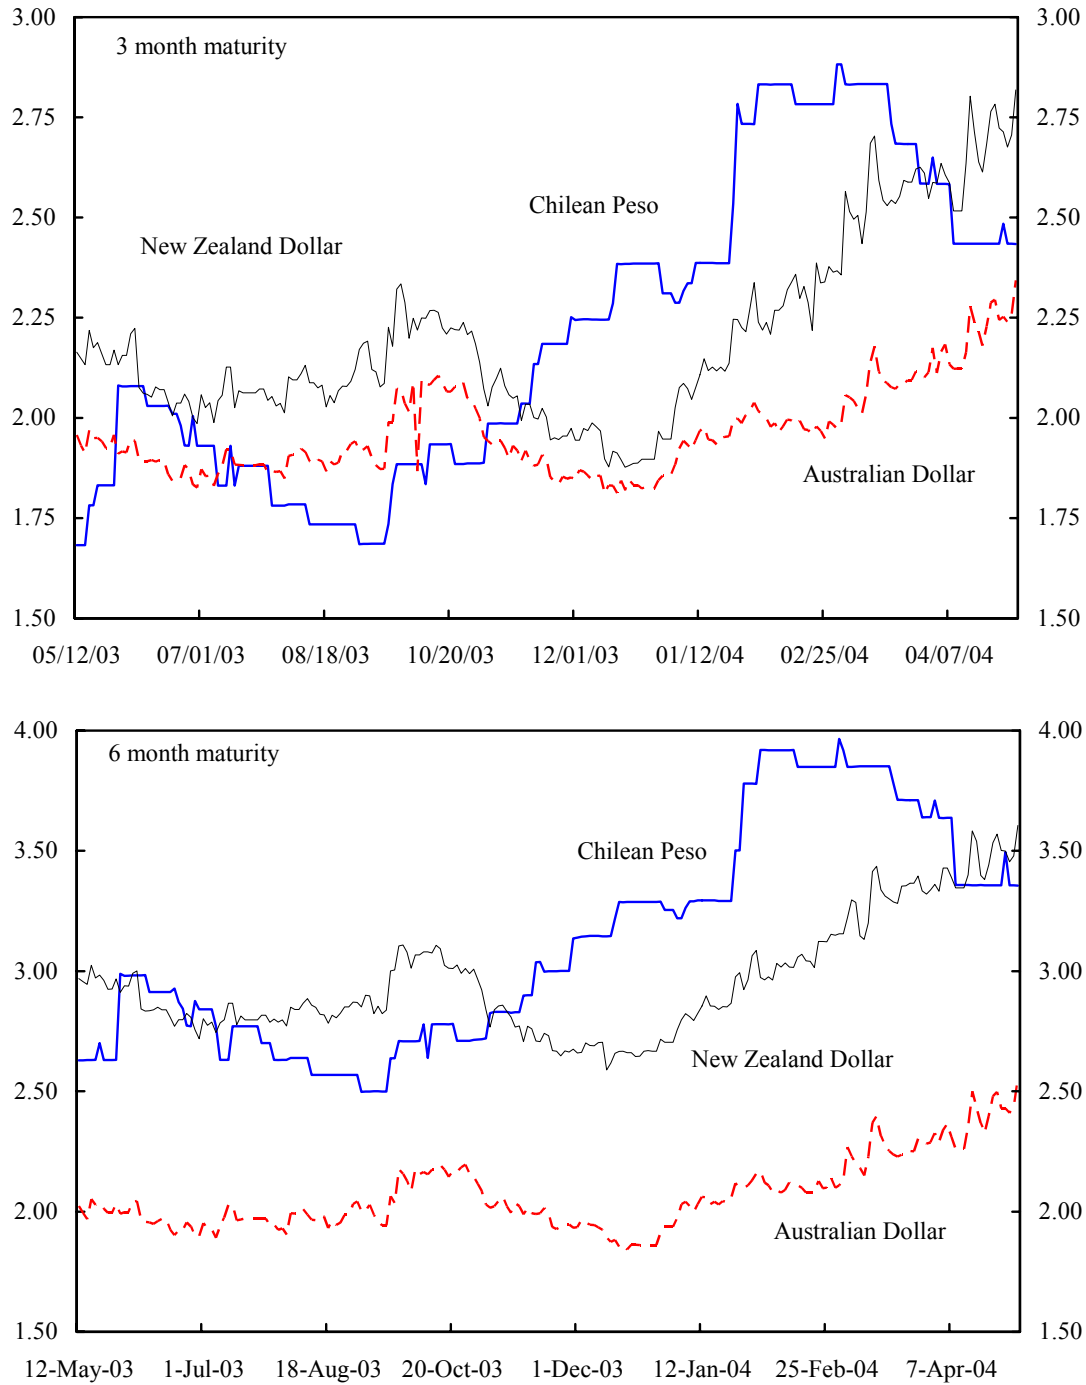 3.00 3.00
3 month maturity
2.75 2.75
Chilean Peso
2.50 2.50
New Zealand Dollar
2.25 2.25
2.00 2.00
Australian Dollar
1.75 1.75
1.50 1.50
05/12/03 07/01/03 08/18/03 10/20/03 12/01/03 01/12/04 02/25/04 04/07/04
4.00 4.00
6 month maturity
3.50 3.50
Chilean Peso
3.00 3.00
New Zealand Dollar
2.50 2.50
2.00 2.00
Australian Dollar
1.50 1.50
12-May-03 1-Jul-03 18-Aug-03 20-Oct-03 1-Dec-03 12-Jan-04 25-Feb-04 7-Apr-04